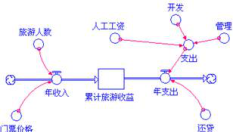 开发
旅游人数
人工工资
管理
支出
年收入
累计旅游收益
年支出
门票价格
还贷